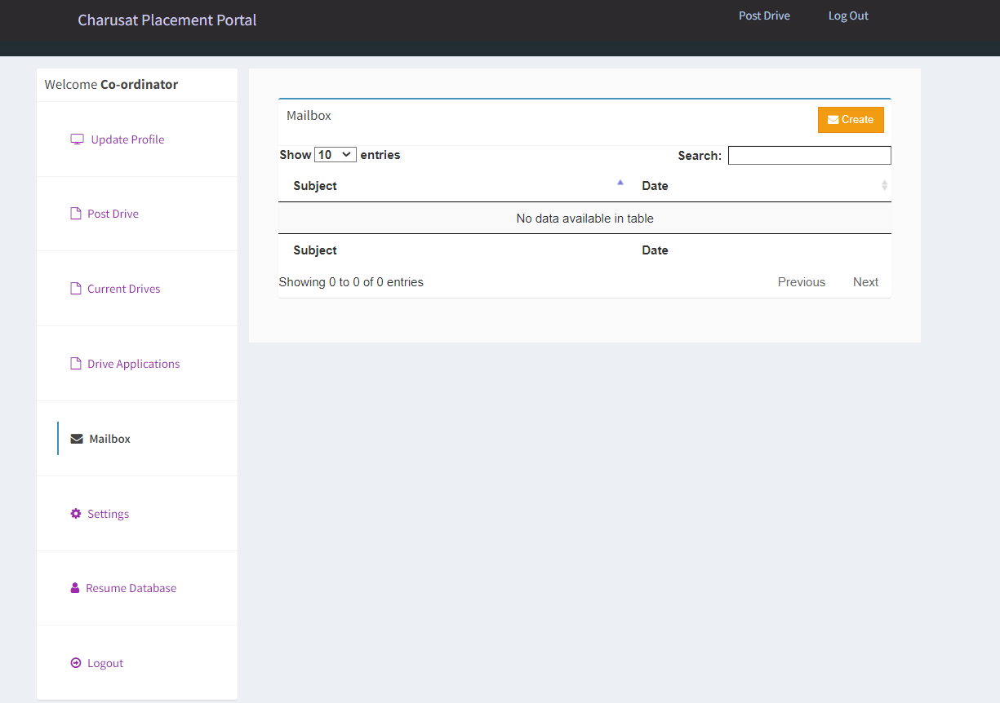 Charusat Placement Portal
Post Drive
Log Out
Welcome Co-ordinator
Update Profile
Post Drive
Current Drives
Drive Applications
Mailbox
Settings
Resume Database
Logout
Mailbox
Create
Show 10 entries
Search:
Subject Date
No data available in table
Subject Date
Showing 0 to 0 of 0 entries
Previous Next